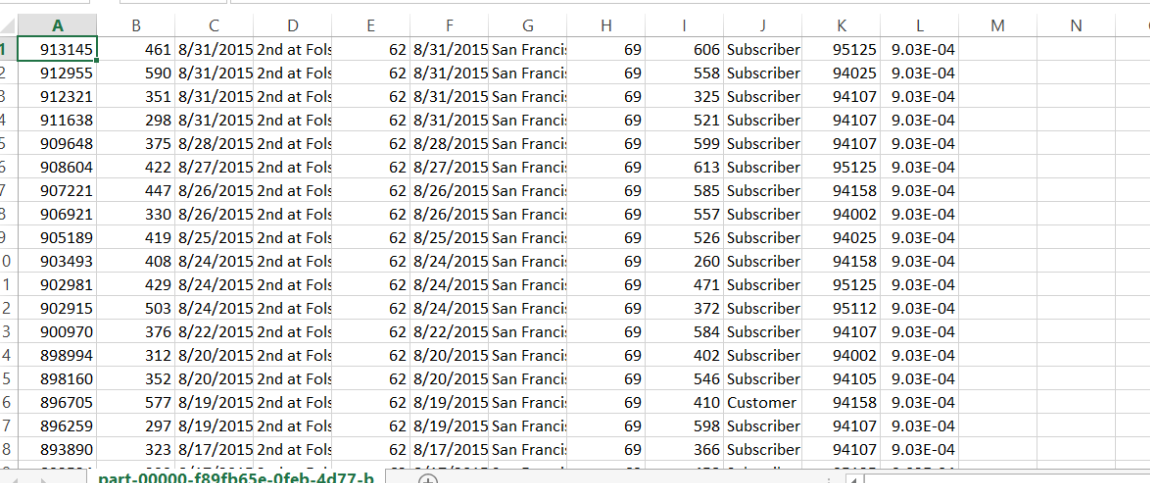 A B C D E F G H I J K L M N
1 913145 461 8/31/2015 2nd at Fols 62 8/31/2015 San Francis 69 606 Subscriber 95125 9.03E-04
2 912955 590 8/31/2015 2nd at Fols 62 8/31/2015 San Francis 69 558 Subscriber 94025 9.03E-04
3 912321 351 8/31/2015 2nd at Fols 62 8/31/2015 San Francis 69 325 Subscriber 94107 9.03E-04
4 911638 298 8/31/2015 2nd at Fols 62 8/31/2015 San Francis 69 521 Subscriber 94107 9.03E-04
5 909648 375 8/28/2015 2nd at Fols 62 8/28/2015 San Francis 69 599 Subscriber 94107 9.03E-04
6 908604 422 8/27/2015 2nd at Fols 62 8/27/2015 San Francis 69 613 Subscriber 95125 9.03E-04
7 907221 447 8/26/2015 2nd at Fols 62 8/26/2015 San Francis 69 585 Subscriber 94158 9.03E-04
8 906921 330 8/26/2015 2nd at Fols 62 8/26/2015 San Francis 69 557 Subscriber 94002 9.03E-04
9 905189 419 8/25/2015 2nd at Fols 62 8/25/2015 San Francis 69 526 Subscriber 94025 9.03E-04
0 903493 408 8/24/2015 2nd at Fols 62 8/24/2015 San Francis 69 260 Subscriber 94158 9.03E-04
1 902981 429 8/24/2015 2nd at Fols 62 8/24/2015 San Francis 69 471 Subscriber 95125 9.03E-04
2 902915 503 8/24/2015 2nd at Fols 62 8/24/2015 San Francis 69 372 Subscriber 95112 9.03E-04
3 900970 376 8/22/2015 2nd at Fols 62 8/22/2015 San Francis 69 584 Subscriber 94107 9.03E-04
4 898994 312 8/20/2015 2nd at Fols 62 8/20/2015 San Francis 69 402 Subscriber 94002 9.03E-04
5 898160 352 8/20/2015 2nd at Fols 62 8/20/2015 San Francis 69 546 Subscriber 94105 9.03E-04
6 896705 577 8/19/2015 2nd at Fols 62 8/19/2015 San Francis 69 410 Customer 94158 9.03E-04
7 896259 297 8/19/2015 2nd at Fols 62 8/19/2015 San Francis 69 598 Subscriber 94107 9.03E-04
8 893890 323 8/17/2015 2nd at Fols 62 8/17/2015 San Francis 69 366 Subscriber 94107 9.03E-04
part-00000-f89fb65e-0feb-4d77-b